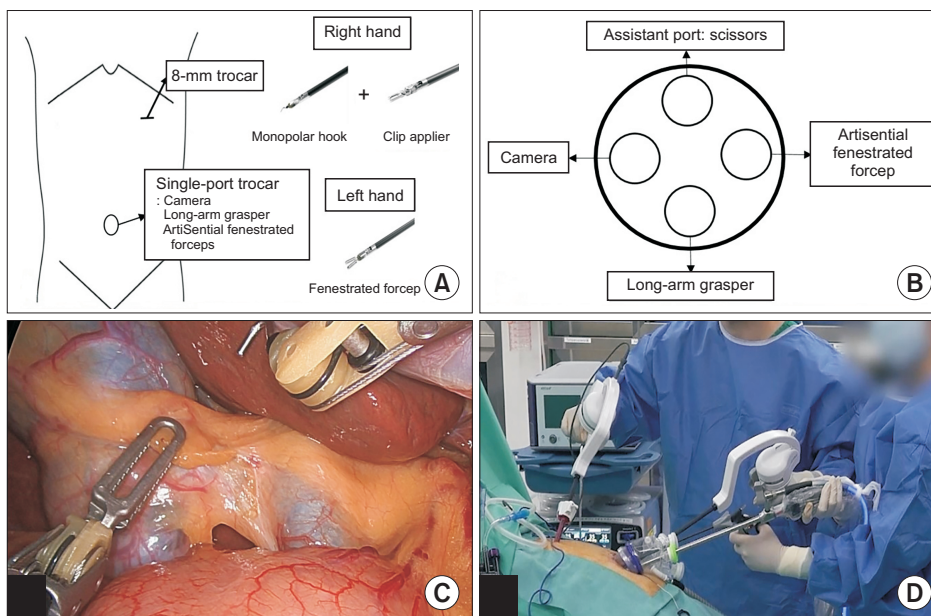 Right hand
8-mm trocar
+
Monopolar hook
Clip applier
Single-port trocar
: Camera
Long-arm grasper
ArtiSential fenestrated
forceps
Left hand
Fenestrated forcep
A
Assistant port: scissors
Camera
Artisential
fenestrated
forcep
Long-arm grasper
B
C
D